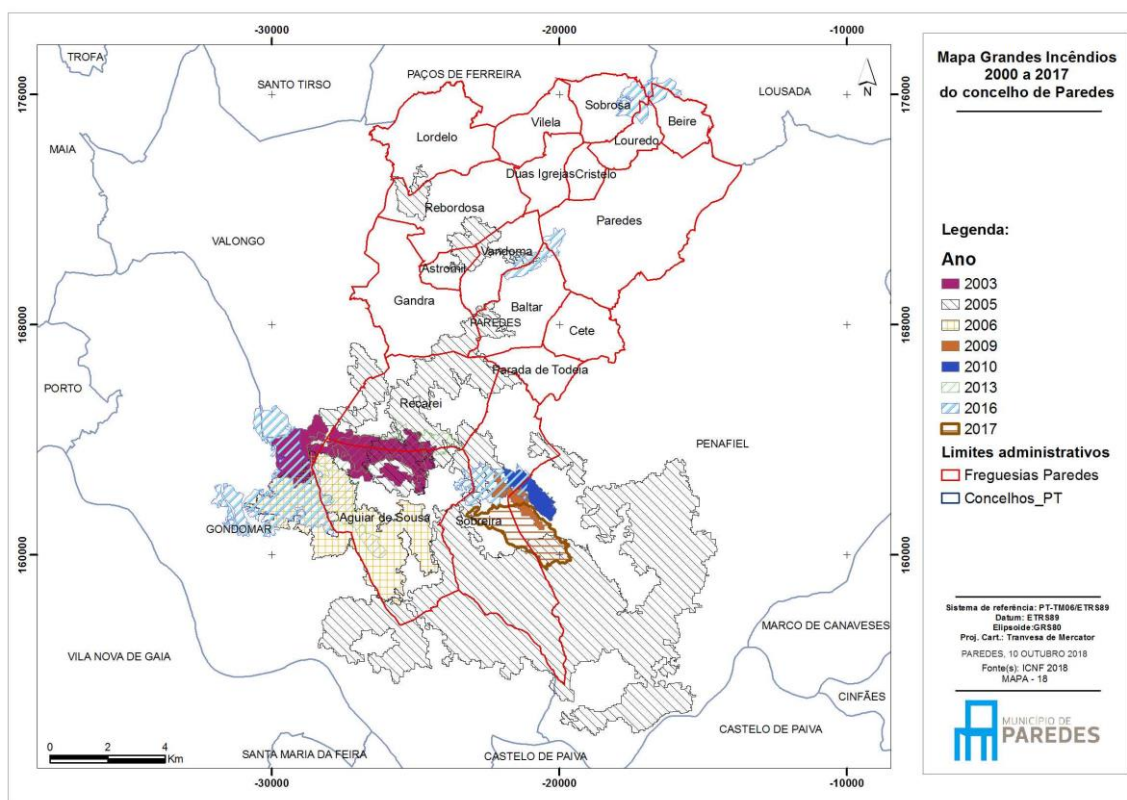 -30000
-20000
-10000
TROFA
SANTO TIRSO
PAÇOS DE FERREIRA
N
LOUSADA
176000
176000
Sobrosa
Vilela
Beire
Lordelo
Louredo
MAIA
Duas Igrejas
Cristelo
Rebordosa
Paredes
VALONGO
Vandoma
Astromil
Gandra
Baltar
168000
168000
PAREDES
Cete
Parada de Todeia
PORTO
Recarei
PENAFIEL
Aguiar de Sousa
Sobreira
GONDOMAR
160000
160000
MARCO DE CANAVESES
VILA NOVA DE GAIA
CINFÃES
CASTELO DE PAIVA
SANTA MARIA DA FEIRA
CASTELO DE PAIVA
0 2 4
Km
-30000
-20000
-10000
Mapa Grandes Incêndios
2000 a 2017
do concelho de Paredes
Legenda:
Ano
2003
2005
2006
2009
2010
2013
2016
2017
Limites administrativos
Freguesias Paredes
Concelhos_PT
Sistema de referência: PT-TM06/ETRS89
Datum: ETRS89
Elipsoide:GRS80
Proj. Cart.: Tranvesa de Mercator
PAREDES, 10 OUTUBRO 2018
Fonte(s): ICNF 2018
MAPA - 18
MUNICÍPIO DE
PAREDES